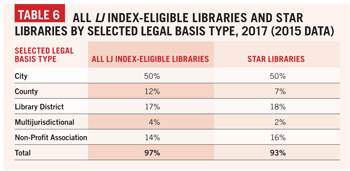 TABLE 6 ALL LJ INDEX-ELIGIBLE LIBRARIES AND STAR
LIBRARIES BY SELECTED LEGAL BASIS TYPE, 2017 (2015 DATA)
SELECTED LEGAL
BASIS TYPE ALL LJ INDEX-ELIGIBLE LIBRARIES STAR LIBRARIES
City 50% 50%
County 12% 7%
Library District 17% 18%
Multijurisdictional 4% 2%
Non-Profit Association 14% 16%
Total 97% 93%